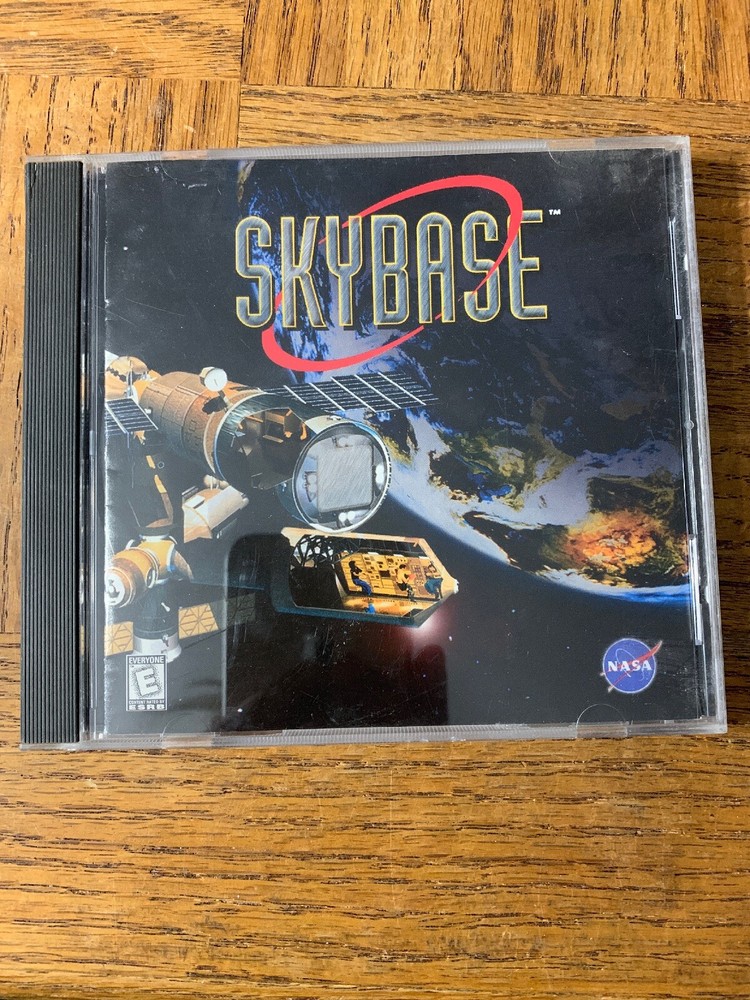 SKYBASE™
EVERYONE
E
CONTENT RATED BY
ESRB
NASA